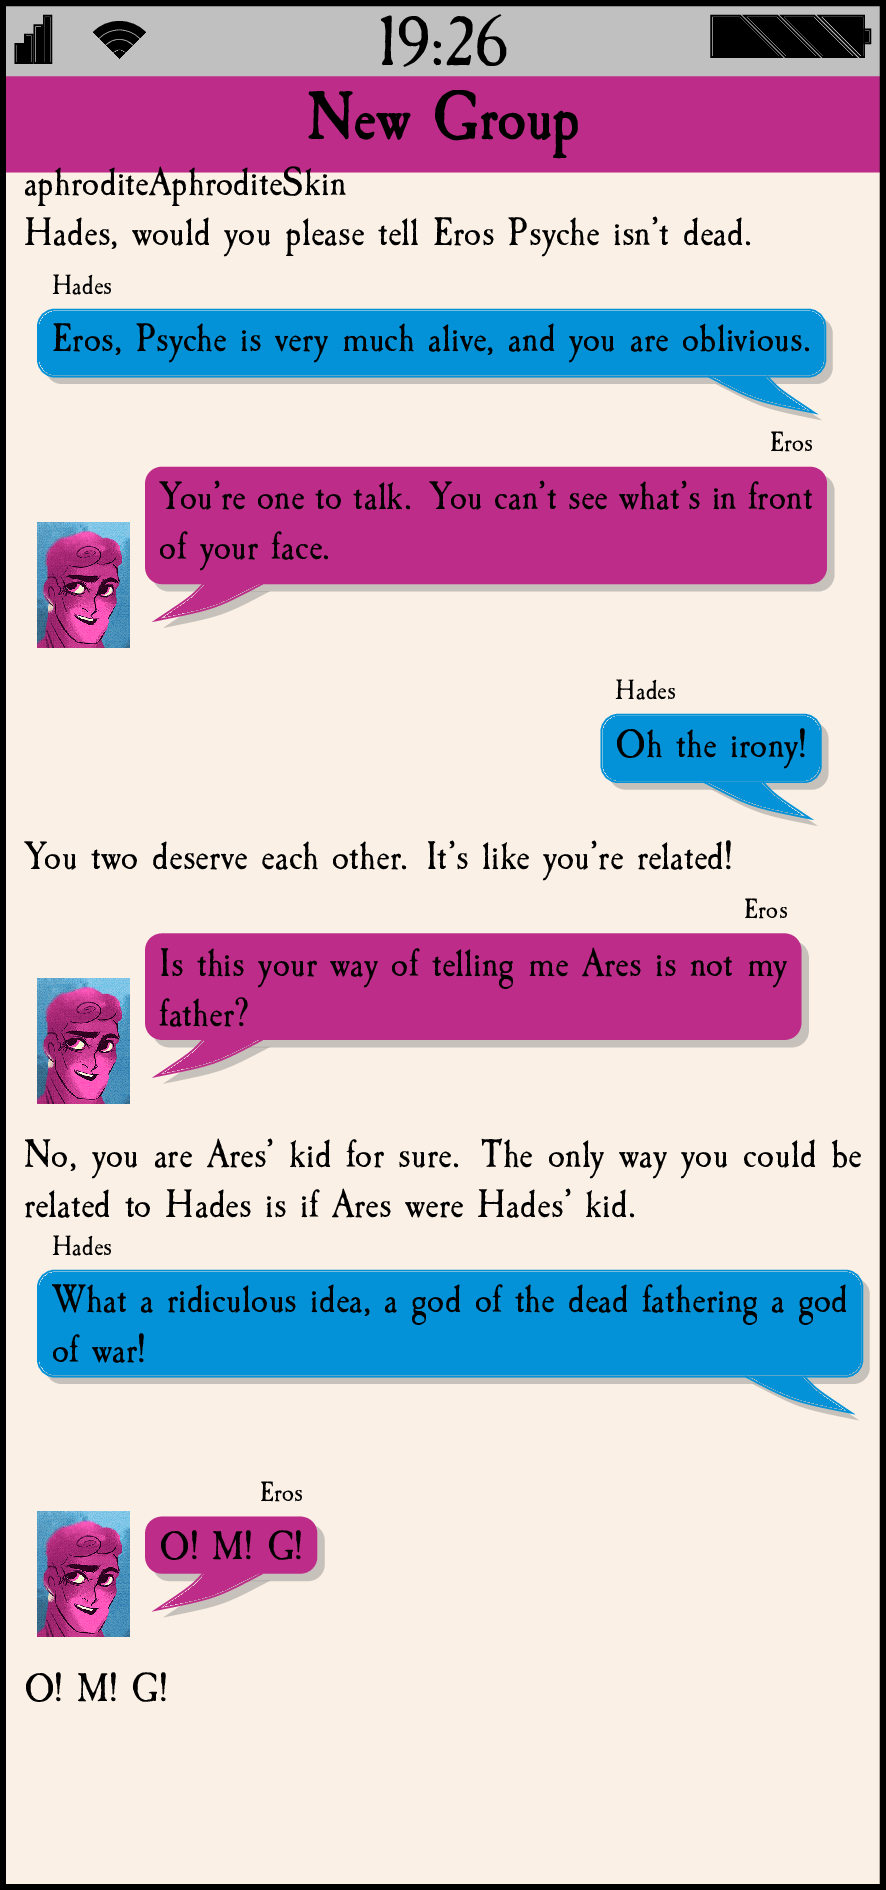 19:26
New Group
aphroditeAphroditeSkin
Hades, would you please tell Eros Psyche isn't dead.
Hades
Eros, Psyche is very much alive, and you are oblivious.
Eros
You're one to talk. You can't see what's in front
of your face.
Hades
Oh the irony!
You two deserve each other. It's like you're related!
Eros
Is this your way of telling me Ares is not my
father?
No, you are Ares' kid for sure. The only way you could be
related to Hades is if Ares were Hades' kid.
Hades
What a ridiculous idea, a god of the dead fathering a god
of war!
Eros
O! M! G!
O! M! G!